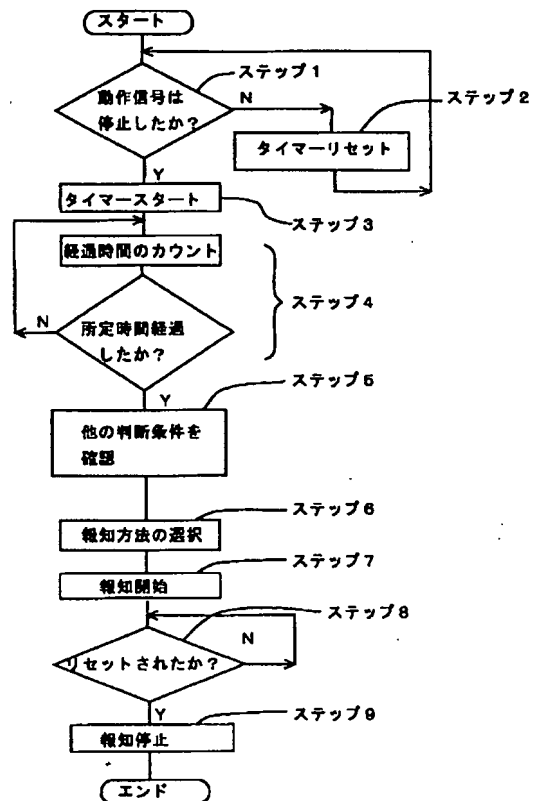 スタート
ステップ1
動作信号は
停止したか?
N
ステップ2
タイマーリセット
Y
タイマースタート
ステップ3
経過時間のカウント
ステップ4
N
所定時間経過
したか?
ステップ5
Y
他の判断条件を
確認
ステップ6
報知方法の選択
ステップ7
報知開始
ステップ8
N
リセットされたか?
Y
ステップ9
報知停止
エンド